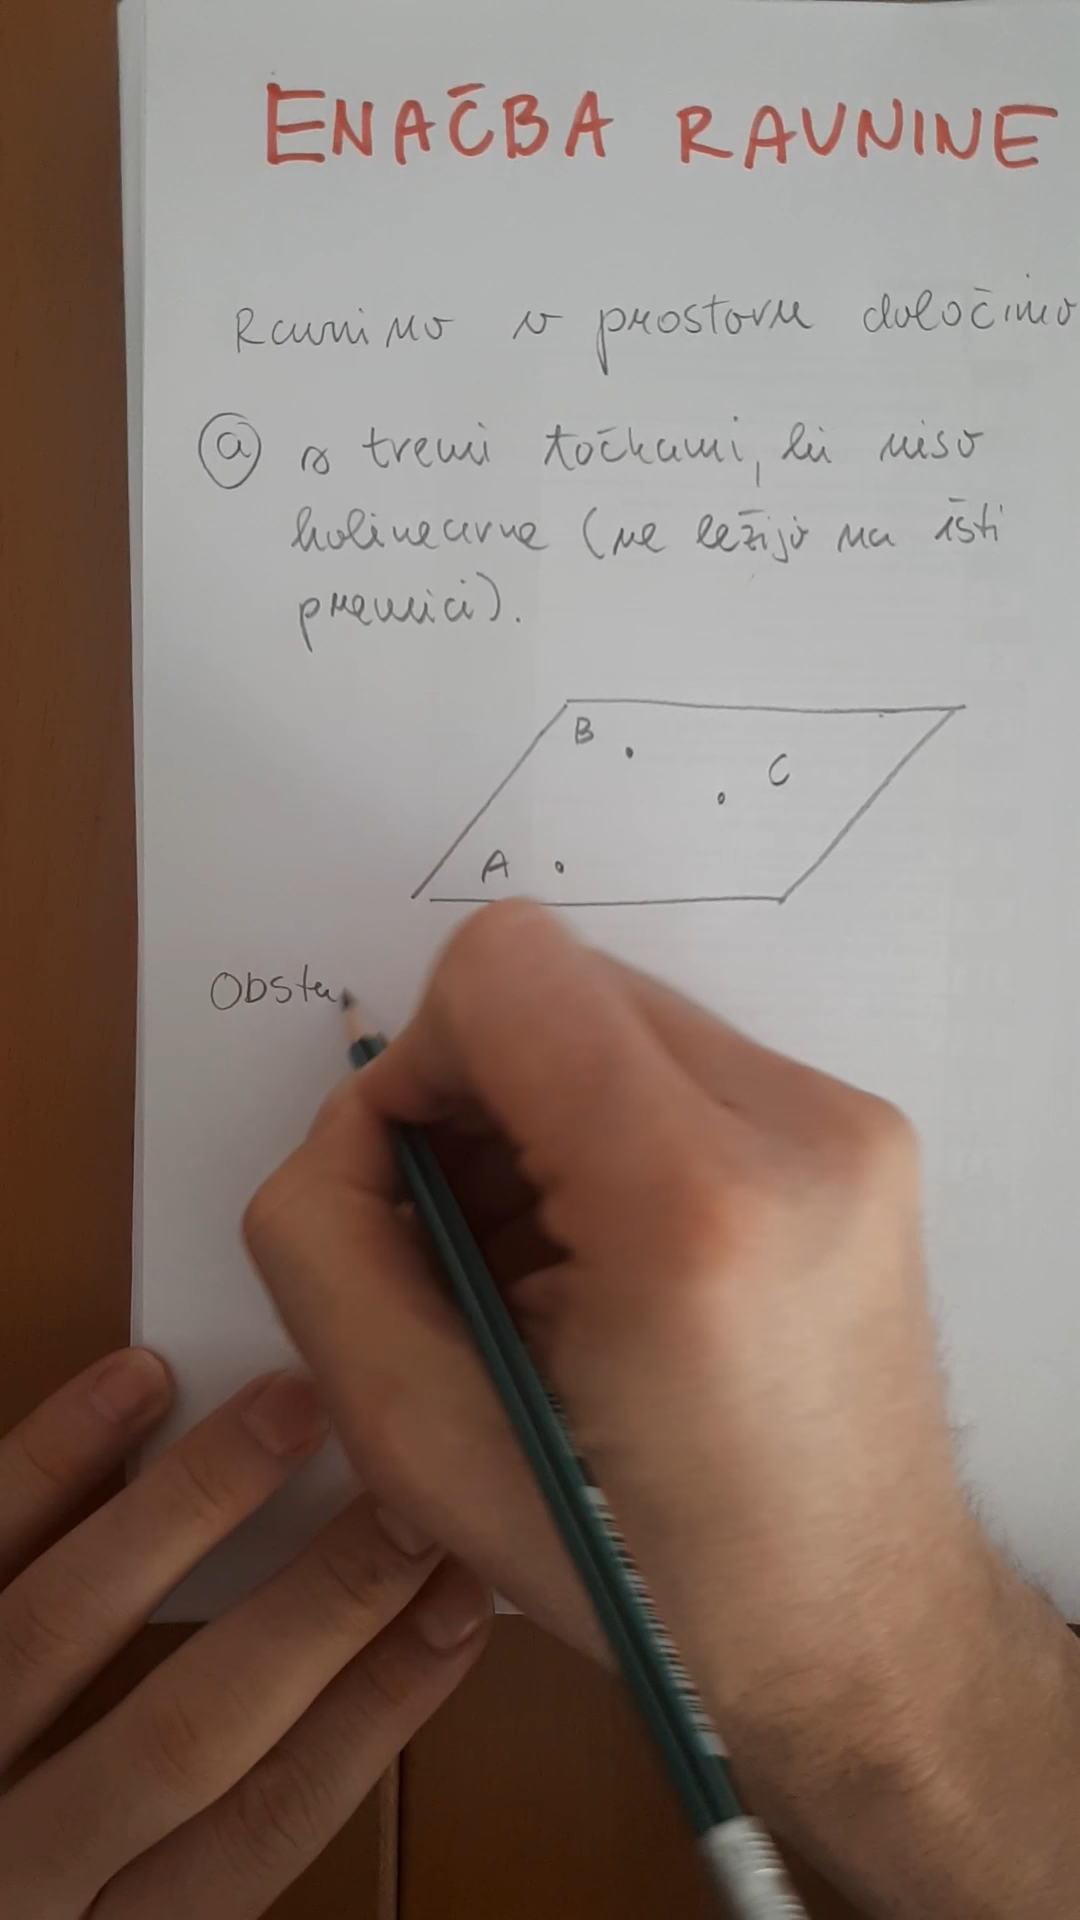 ENAČBA RAVNINE
Ravnino v prostoru določimo
a s tremi točkami, ki niso
kolinearne (ne ležijo na isti
premici).
B
C
A
Obsta